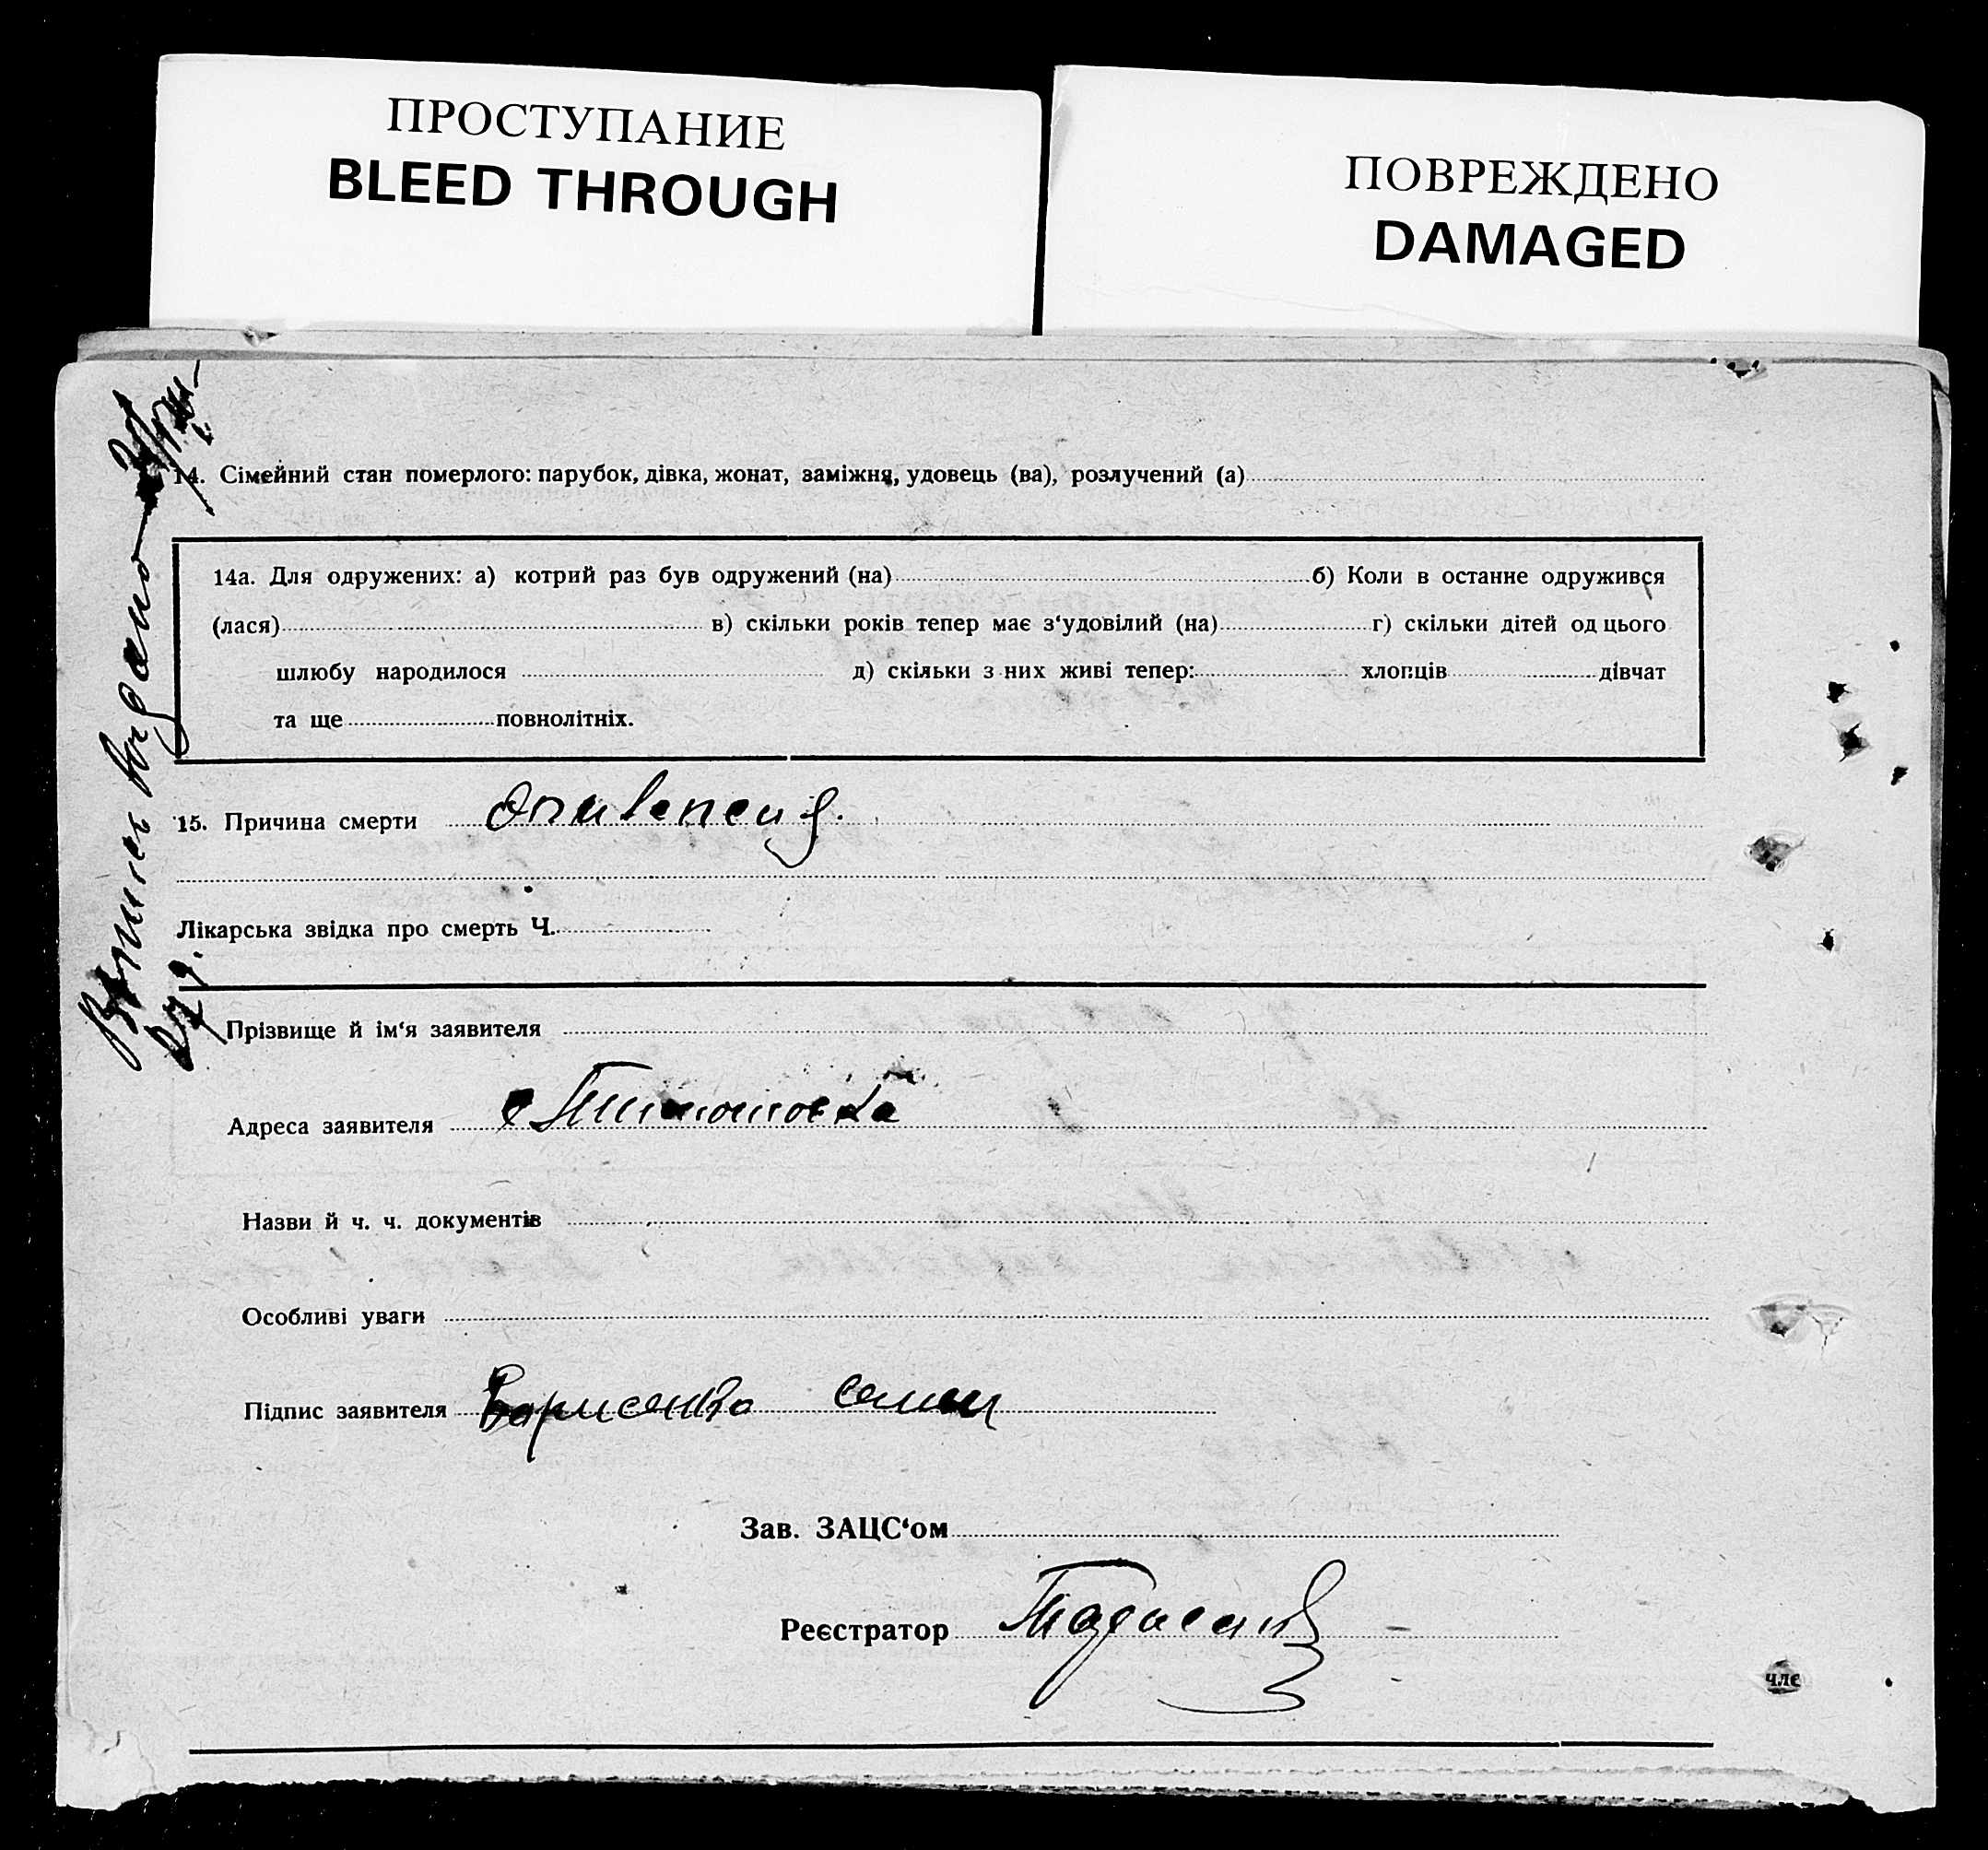 ПРОСТУПАНИЕ
BLEED THROUGH
ПОВРЕЖДЕНО
DAMAGED
14. Сімейний стан померлого: парубок, дівка, жонат, заміжня, удовець (ва), розлучений (а)
14а. Для одружених: а) котрий раз був одружений (на) б) Коли в останне одружився
(лася) в) скільки років тепер має з‘удовілий (на) г) скільки дітей од цього
шлюбу народилося д) скільки з них живі тепер: хлопців дівчат
та ще повнолітніх.
15. Причина смерти
Лікарська звідка про смерть Ч.
Прізвище й ім‘я заявителя
Адреса заявителя
Назви й ч. ч. документів
Особливі уваги
Підпис заявителя Борисенко
Зав. ЗАЦС‘ом
Реєстратор
члє